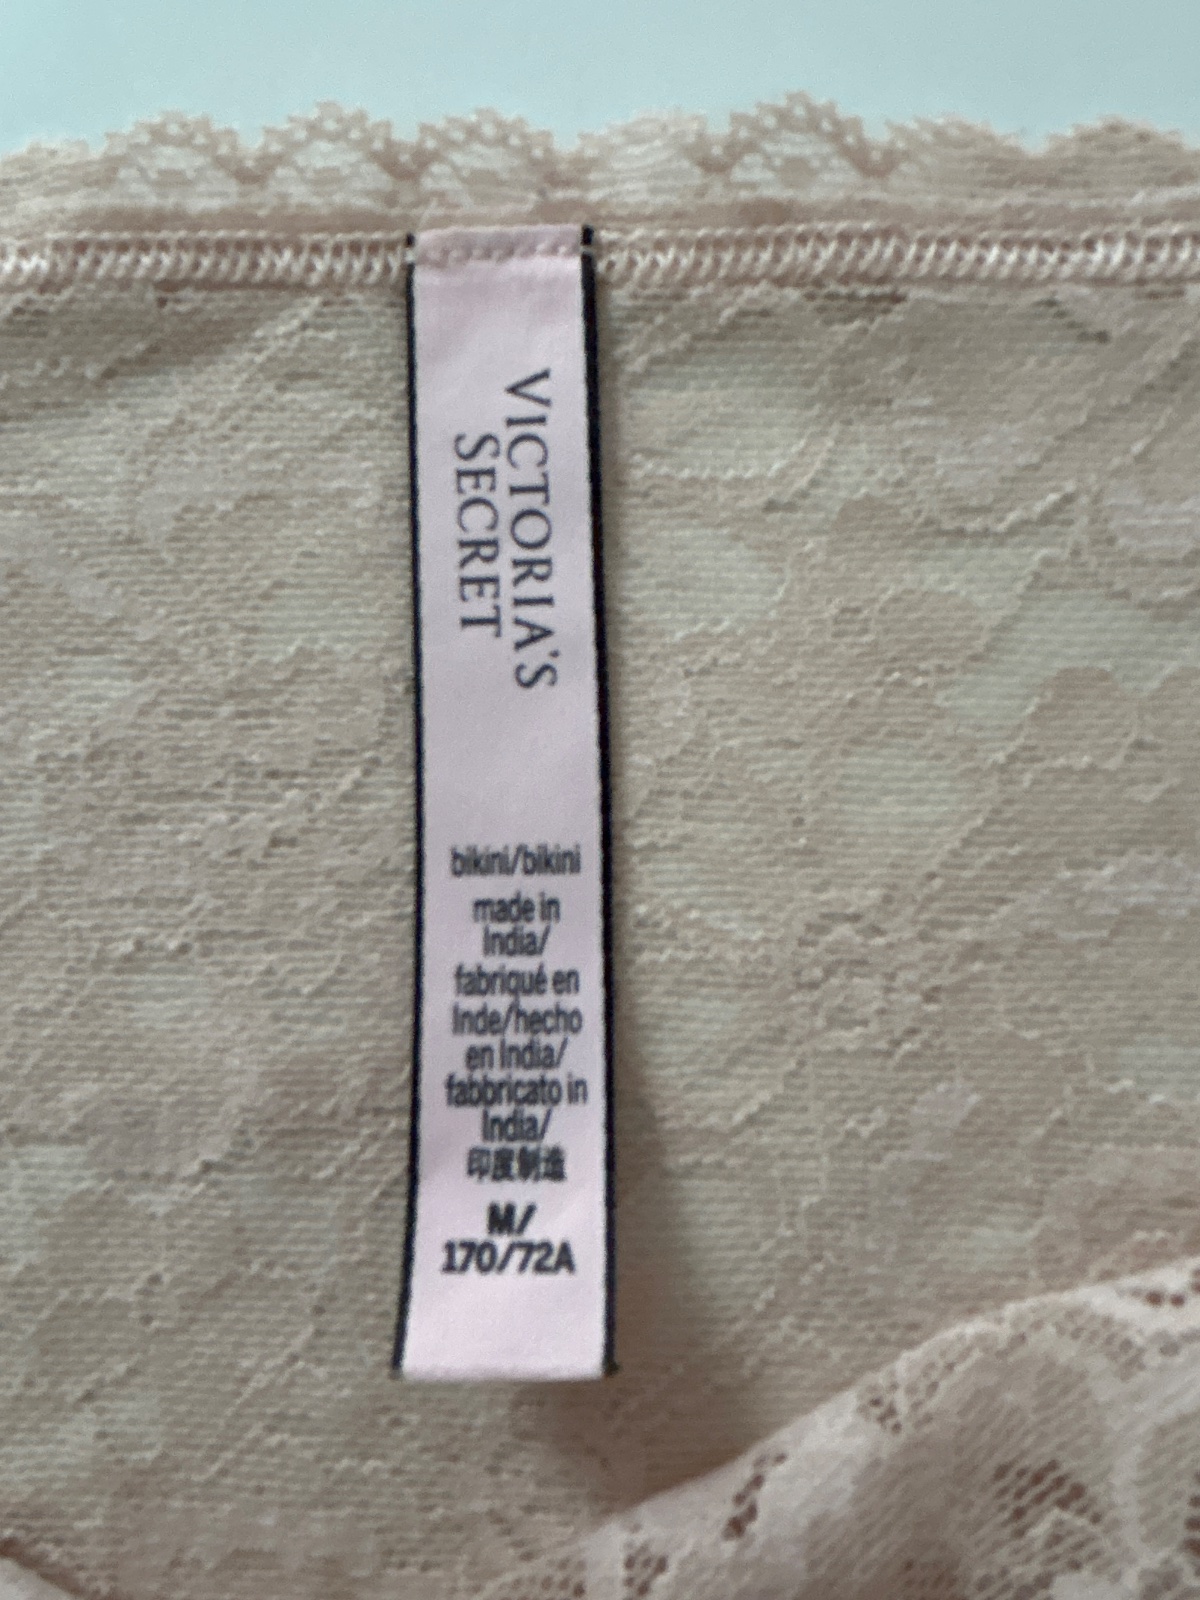 VICTORIA'S
SECRET
bikini/bikini
made in
India/
fabriqué en
Inde/hecho
en India/
fabbricato in
India/
印度制造
M/
170/72A